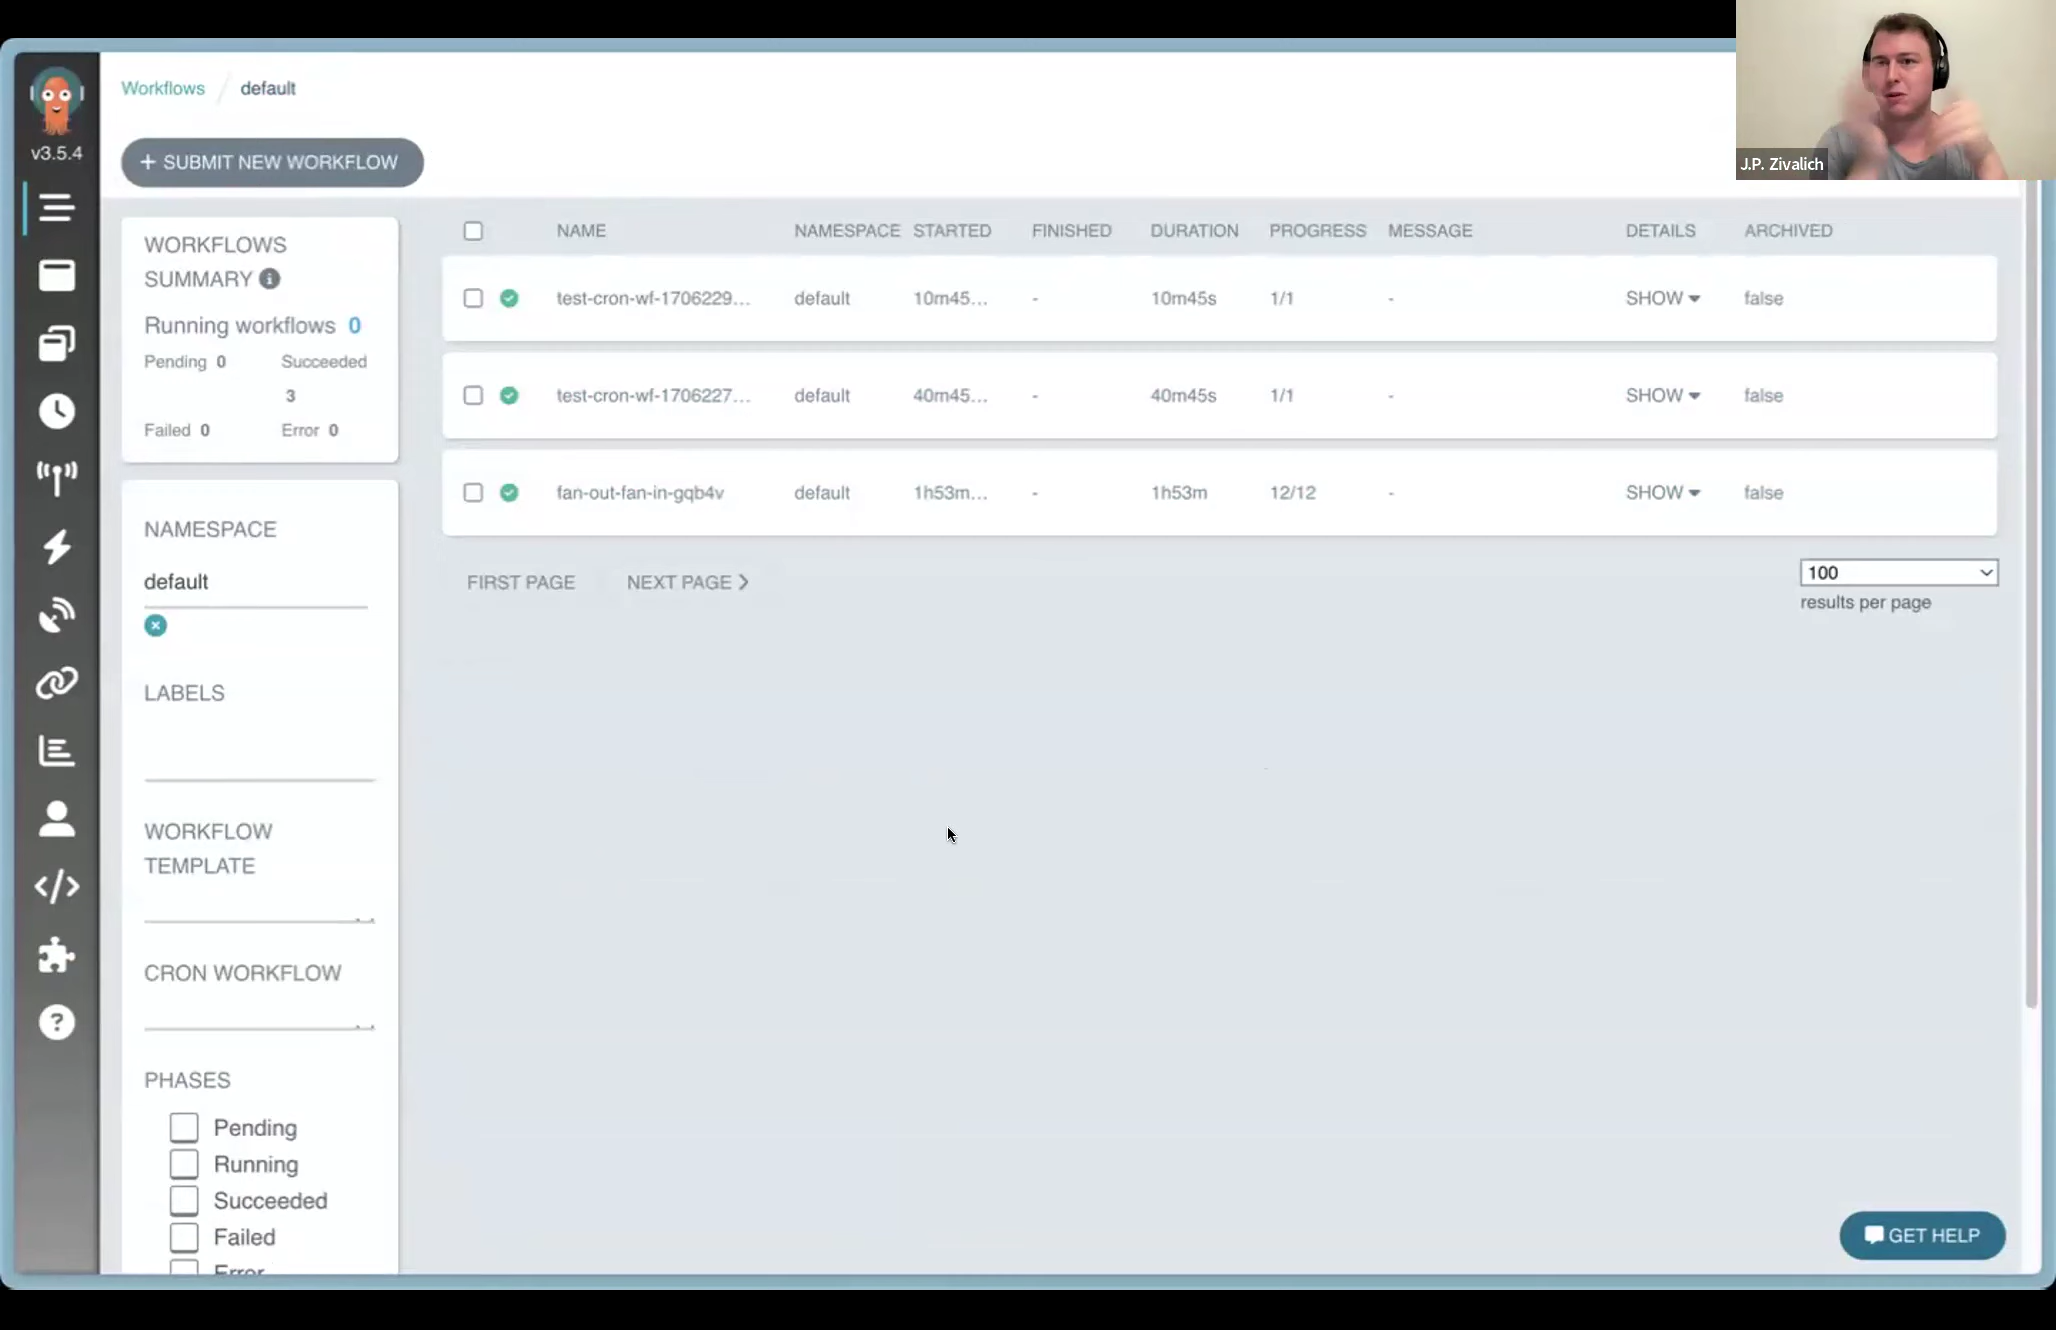 J.P. Zivalich
v3.5.4
Workflows / default
+ SUBMIT NEW WORKFLOW
WORKFLOWS
SUMMARY
Running workflows 0
Pending 0 Succeeded
3
Failed 0 Error 0
NAMESPACE
default
LABELS
WORKFLOW
TEMPLATE
CRON WORKFLOW
PHASES
Pending
Running
Succeeded
Failed
Error
NAME NAMESPACE STARTED FINISHED DURATION PROGRESS MESSAGE DETAILS ARCHIVED
test-cron-wf-1706229... default 10m45... - 10m45s 1/1 - SHOW false
test-cron-wf-1706227... default 40m45... - 40m45s 1/1 - SHOW false
fan-out-fan-in-gqb4v default 1h53m... - 1h53m 12/12 - SHOW false
FIRST PAGE NEXT PAGE
100
results per page
GET HELP